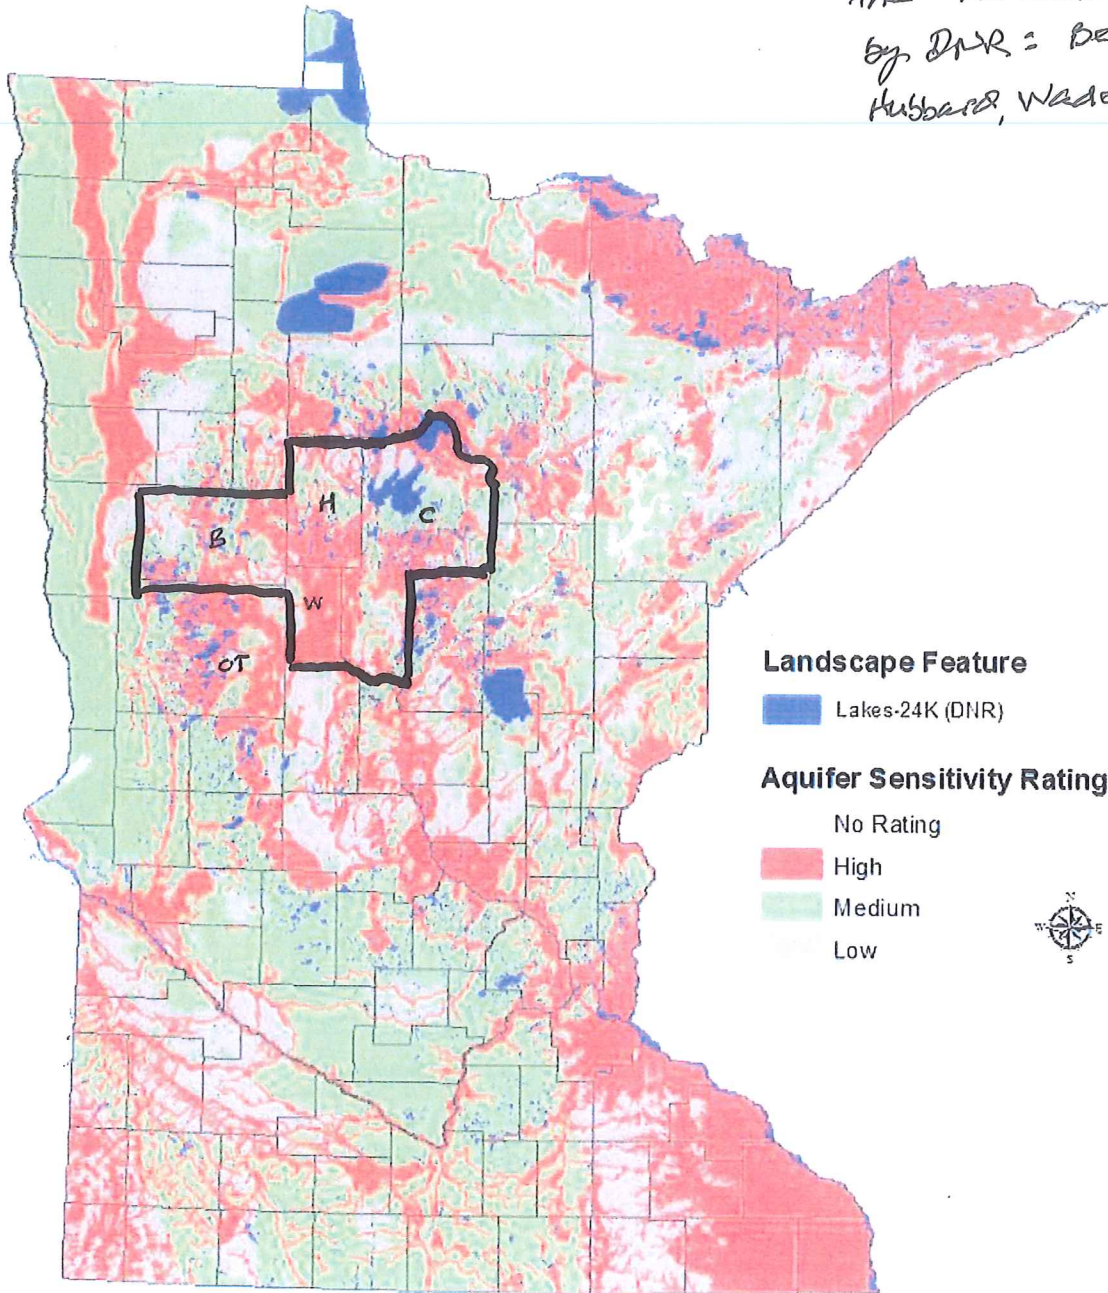 by DNR = Be
Hubbard, Wade
H
C
B
W
OT
Landscape Feature
Lakes-24K (DNR)
Aquifer Sensitivity Rating
No Rating
High
Medium
Low
N
W E
S